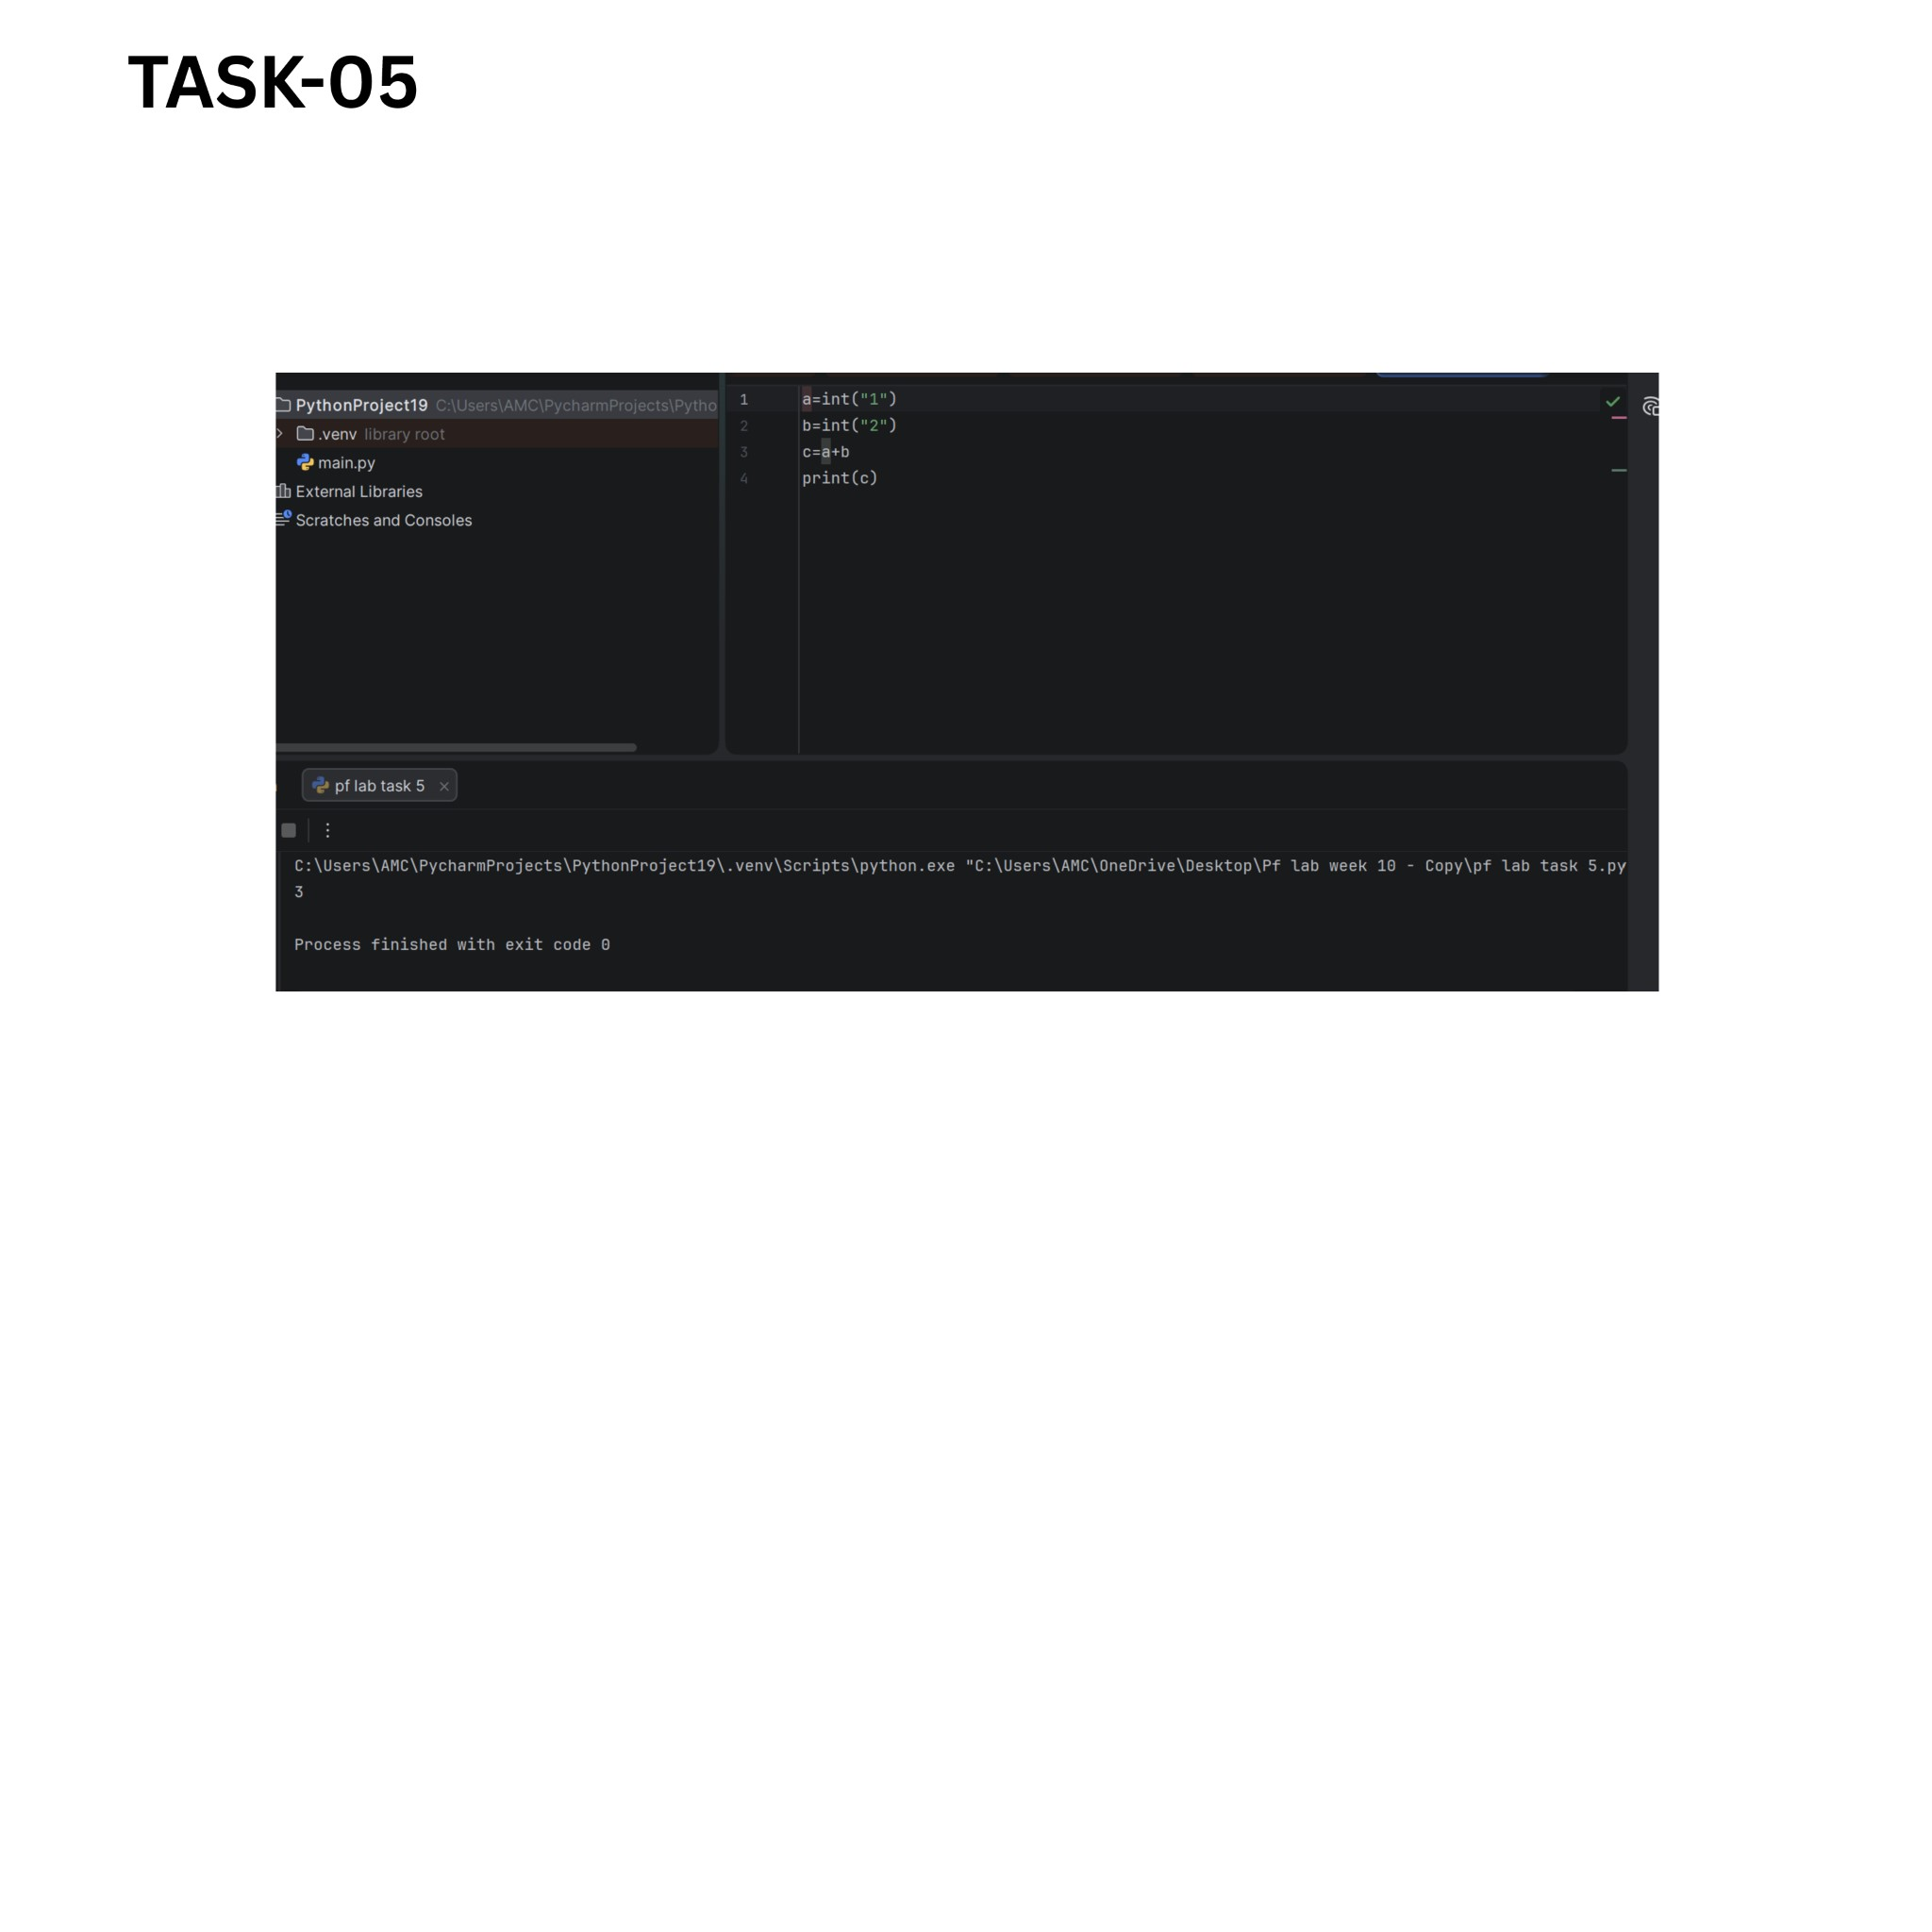 TASK-05
PythonProject19 C:\Users\AMC\PycharmProjects\Pytho
.venv library root
main.py
External Libraries
Scratches and Consoles
1 a=int("1")
2 b=int("2")
3 c=a+b
4 print(c)
pf lab task 5
C:\Users\AMC\PycharmProjects\PythonProject19\.venv\Scripts\python.exe "C:\Users\AMC\OneDrive\Desktop\Pf lab week 10 - Copy\pf lab task 5.py
3
Process finished with exit code 0